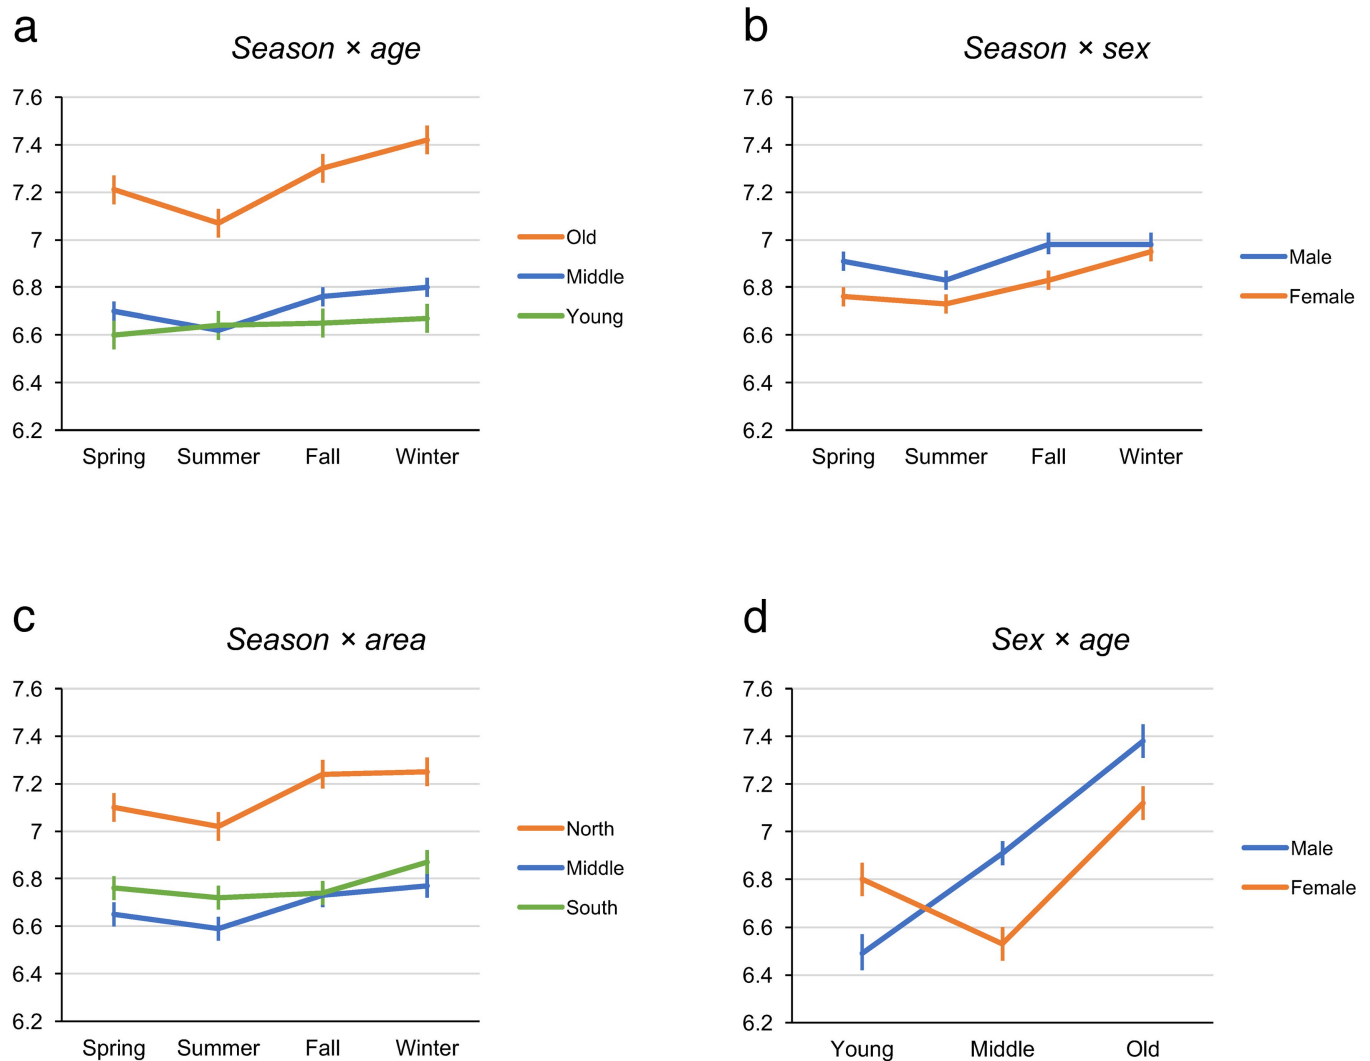 a
Season × age
7.6
7.4
7.2
7
6.8
6.6
6.4
6.2
Spring Summer Fall Winter
Old
Middle
Young
b
Season × sex
7.6
7.4
7.2
7
6.8
6.6
6.4
6.2
Spring Summer Fall Winter
Male
Female
c
Season × area
7.6
7.4
7.2
7
6.8
6.6
6.4
6.2
Spring Summer Fall Winter
North
Middle
South
d
Sex × age
7.6
7.4
7.2
7
6.8
6.6
6.4
6.2
Young Middle Old
Male
Female